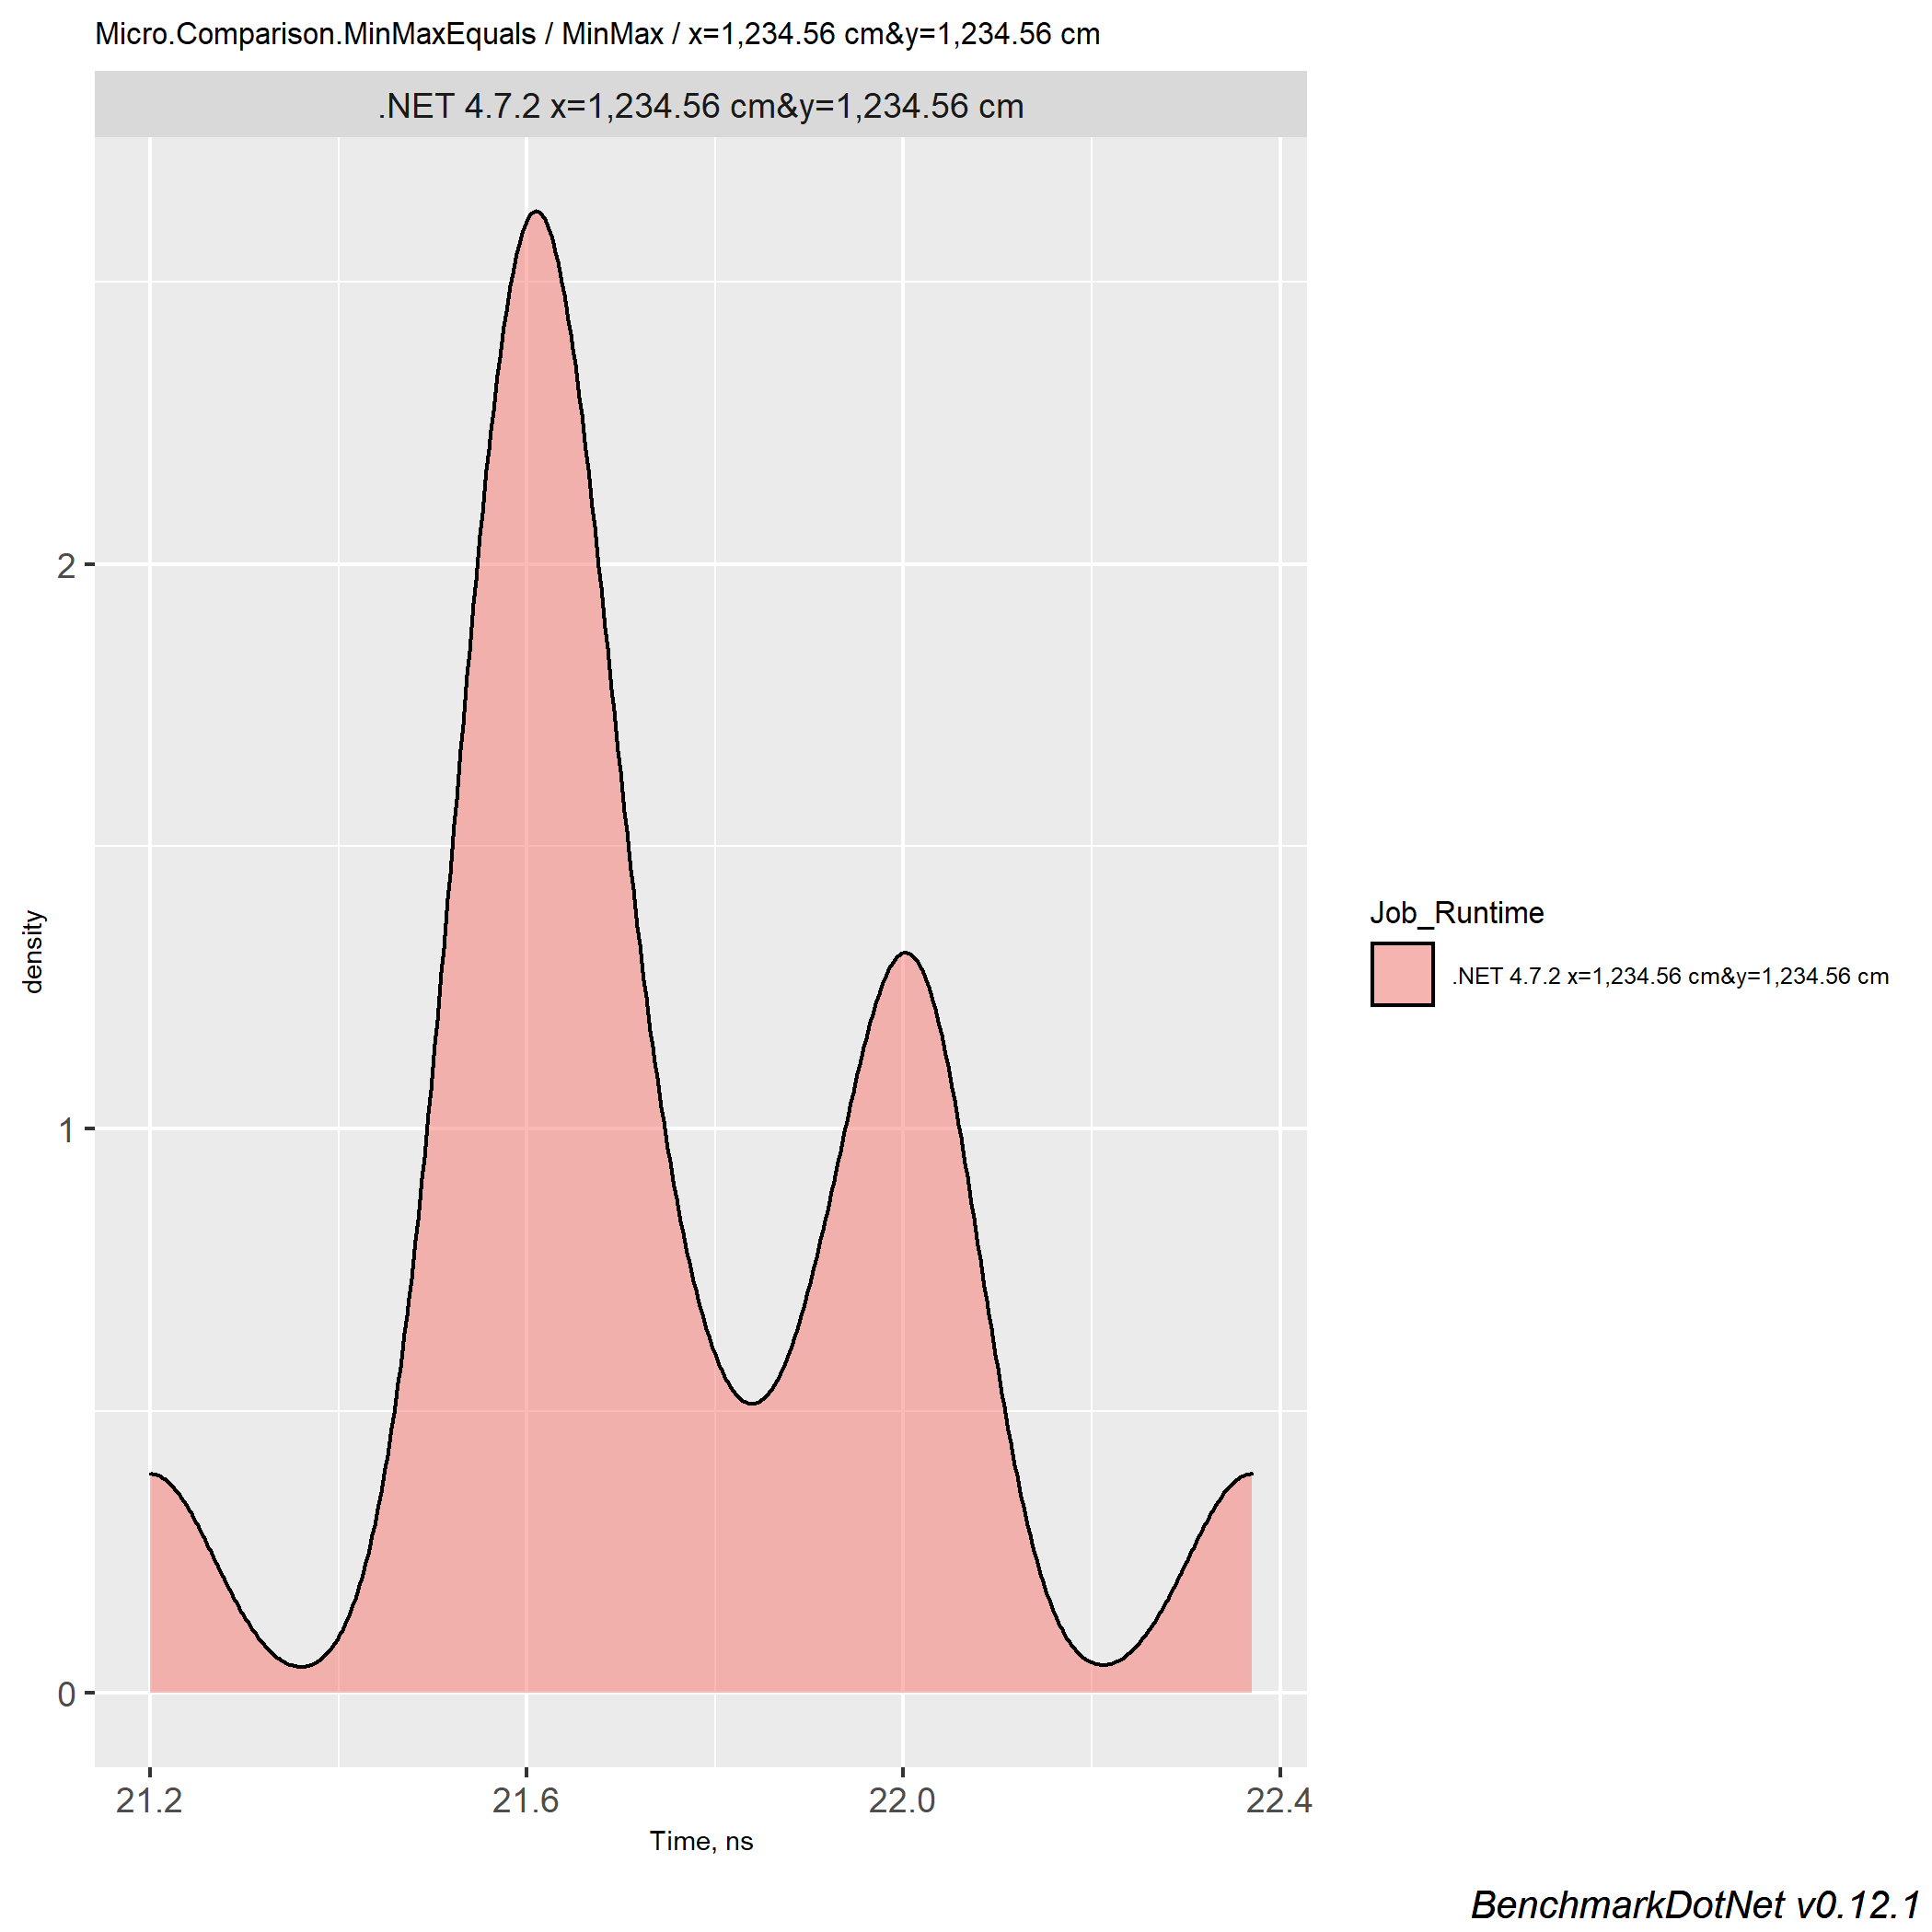 Micro.Comparison.MinMaxEquals / MinMax / x=1,234.56 cm&y=1,234.56 cm
.NET 4.7.2 x=1,234.56 cm&y=1,234.56 cm
density
2
1
0
21.2
21.6
22.0
22.4
Time, ns
Job_Runtime
.NET 4.7.2 x=1,234.56 cm&y=1,234.56 cm
BenchmarkDotNet v0.12.1